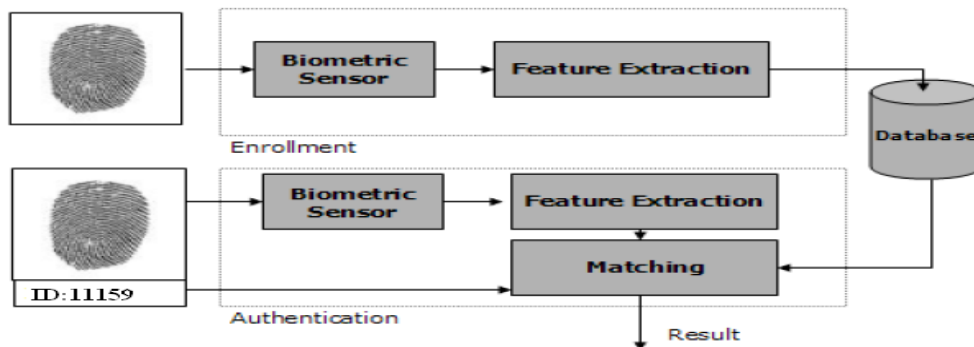 Biometric
Sensor
Feature Extraction
Database
Enrollment
Biometric
Sensor
Feature Extraction
Matching
ID:11159
Authentication
Result